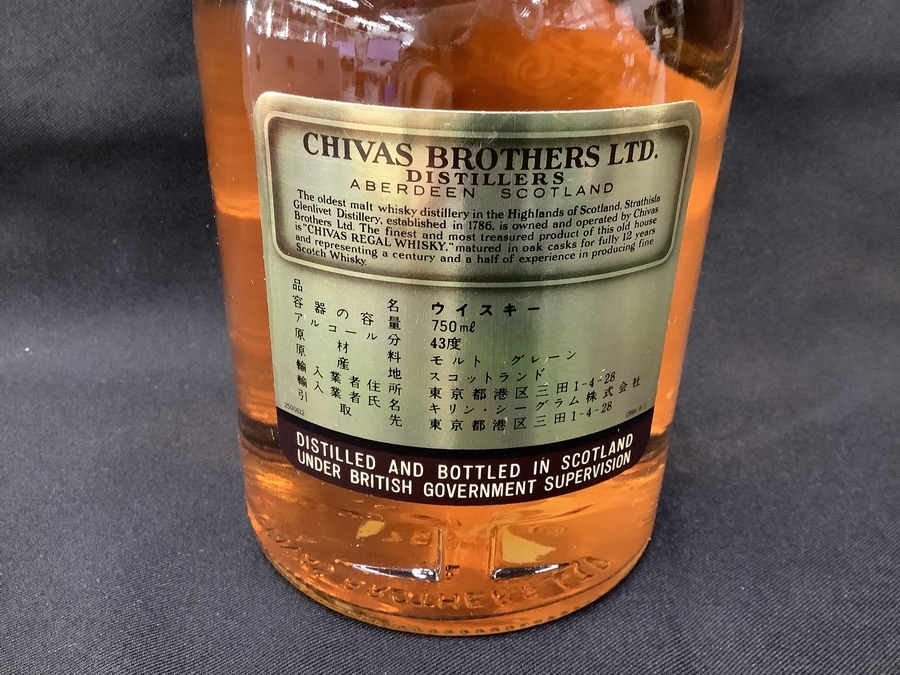 CHIVAS BROTHERS LTD.
DISTILLERS
ABERDEEN SCOTLAND
The oldest malt whisky distillery in the Highlands of Scotland, Strathisla
Glenlivet Distillery, established in 1786, is owned and operated by Chivas
Brothers Ltd. The finest and most treasured product of this old house
is "CHIVAS REGAL WHISKY," matured in oak casks for fully 12 years
and representing a century and a half of experience in producing fine
Scotch Whisky.
品名 ウイスキー
容器の容量 750ml
アルコール分 43度
原材料 モルト グレーン
原産地 スコットランド
輸入業者住所 東京都港区三田1-4-28
輸入業者氏名 キリン・シーグラム株式会社
引取先 東京都港区三田1-4-28
2500612
DISTILLED AND BOTTLED IN SCOTLAND
UNDER BRITISH GOVERNMENT SUPERVISION